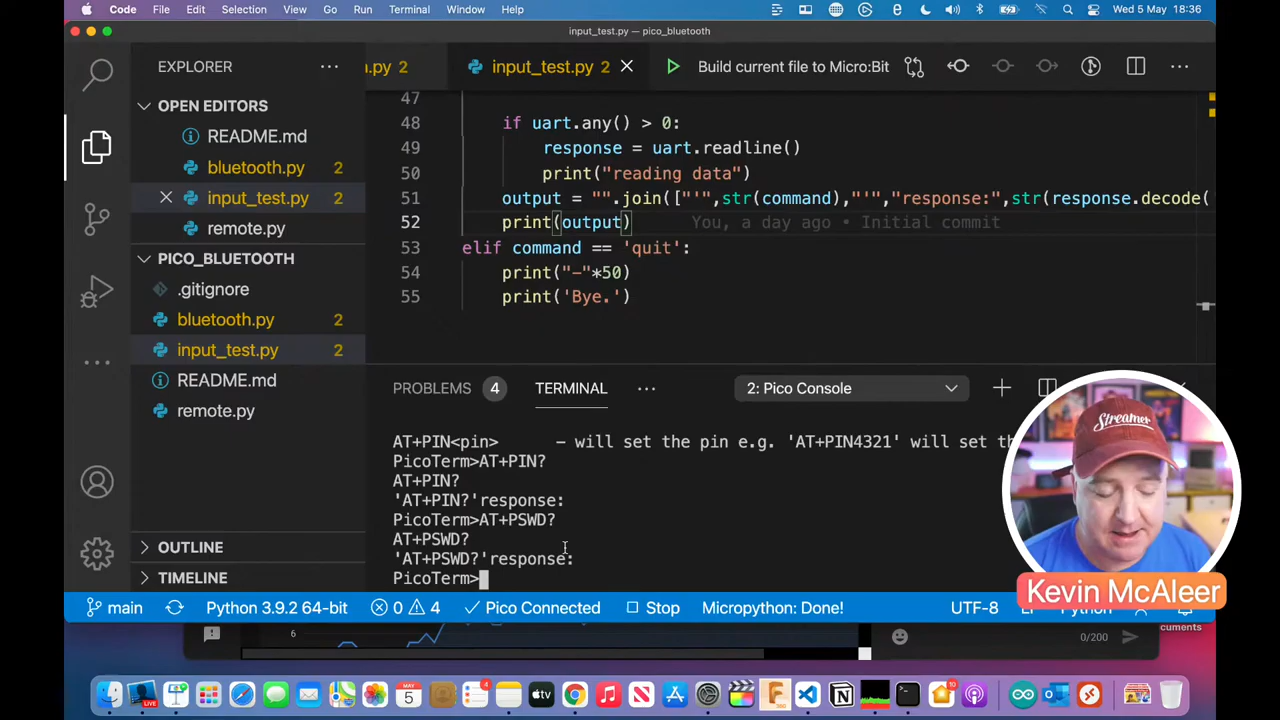 Code File Edit Selection View Go Run Terminal Window Help Wed 5 May 18:36
input_test.py — pico_bluetooth
EXPLORER
.py 2
input_test.py 2
Build current file to Micro:Bit
OPEN EDITORS
README.md
bluetooth.py 2
input_test.py 2
remote.py
PICO_BLUETOOTH
.gitignore
bluetooth.py 2
input_test.py 2
README.md
remote.py
OUTLINE
TIMELINE
47
48 if uart.any() > 0:
49 response = uart.readline()
50 print("reading data")
51 output = "".join(["'",str(command),"'","response:",str(response.decode(
52 print(output) You, a day ago • Initial commit
53 elif command == 'quit':
54 print("-"*50)
55 print('Bye.')
PROBLEMS 4 TERMINAL ... 2: Pico Console
AT+PIN<pin> - will set the pin e.g. 'AT+PIN4321' will set th
PicoTerm>AT+PIN?
AT+PIN?
'AT+PIN?'response:
PicoTerm>AT+PSWD?
AT+PSWD?
'AT+PSWD?'response:
PicoTerm>
Streamer
Kevin McAleer
main Python 3.9.2 64-bit 0 4 Pico Connected Stop Micropython: Done! UTF-8 Python
6
0/200
cuments